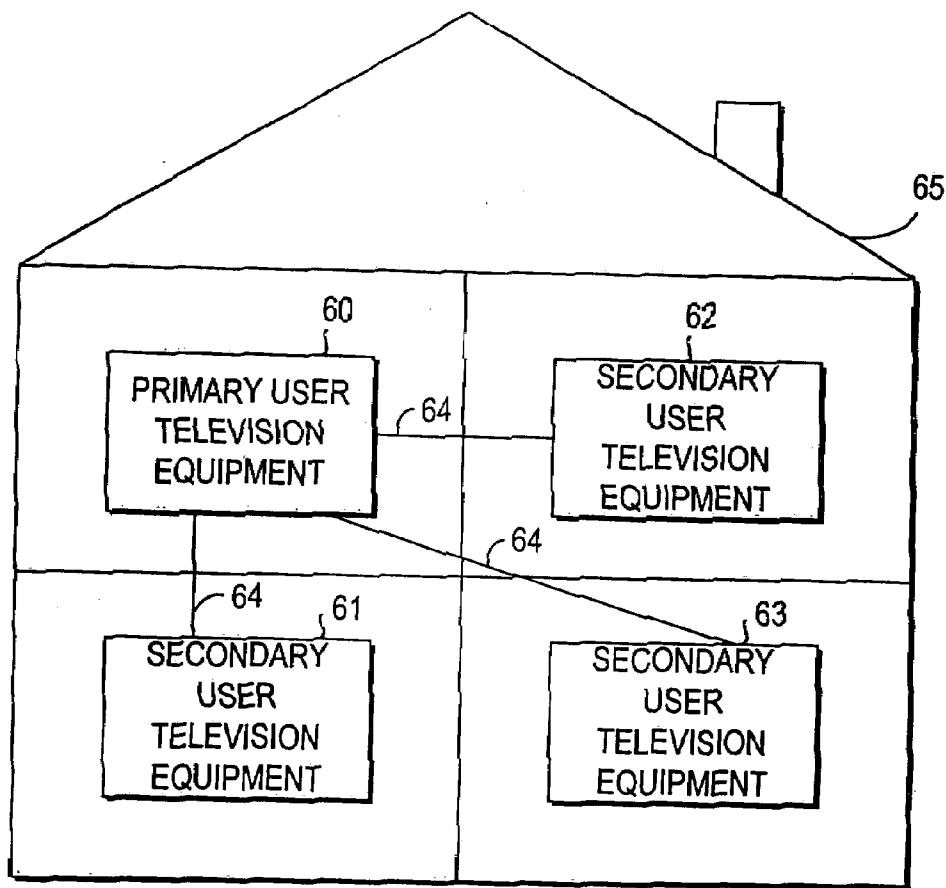 65
60
PRIMARY USER
TELEVISION
EQUIPMENT
64
62
SECONDARY
USER
TELEVISION
EQUIPMENT
64
64
61
SECONDARY
USER
TELEVISION
EQUIPMENT
63
SECONDARY
USER
TELEVISION
EQUIPMENT